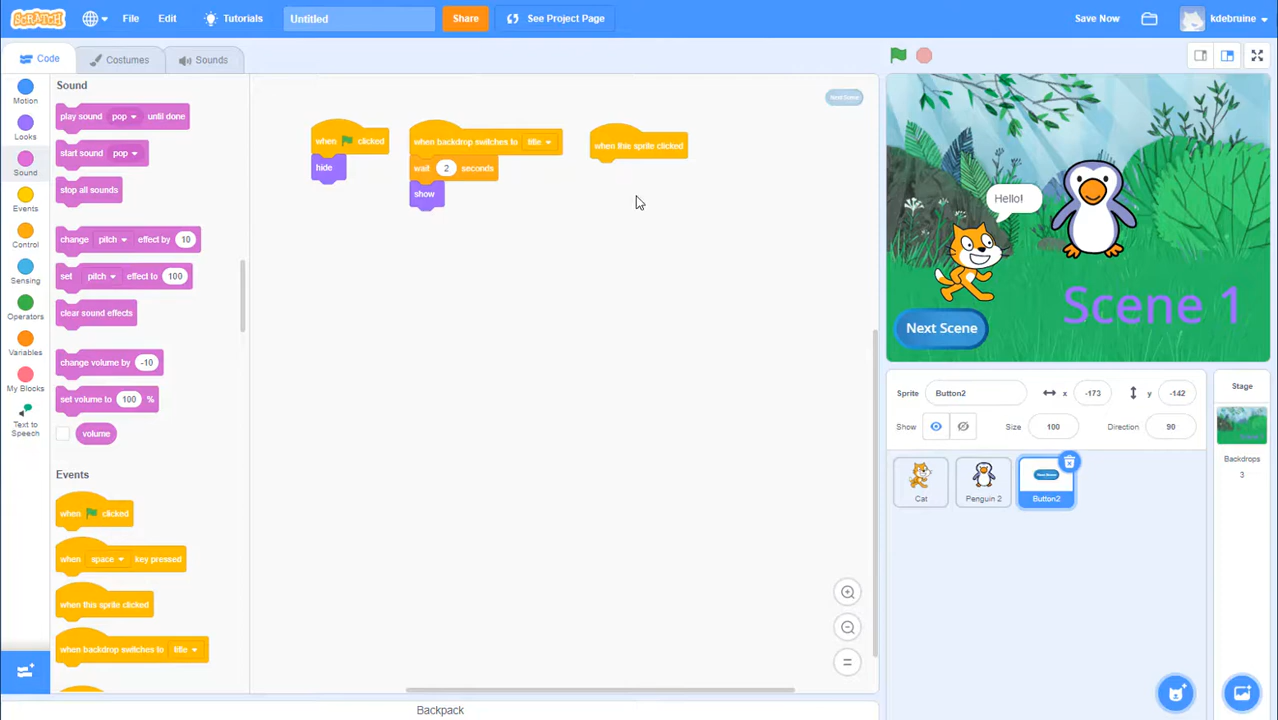 SCRATCH File Edit Tutorials Untitled Share See Project Page Save Now kdebruine
Code Costumes Sounds
Motion
Looks
Sound
Events
Control
Sensing
Operators
Variables
My Blocks
Text to
Speech
Sound
play sound pop until done
start sound pop
stop all sounds
change pitch effect by 10
set pitch effect to 100
clear sound effects
change volume by -10
set volume to 100 %
volume
Events
when clicked
when space key pressed
when this sprite clicked
when backdrop switches to title
when clicked
hide
when backdrop switches to title
wait 2 seconds
show
when this sprite clicked
Next Scene
Hello!
Scene 1
Next Scene
Sprite Button2 x -173 y -142
Show Size 100 Direction 90
Cat
Penguin 2
Button2
Stage
Backdrops
3
Backpack